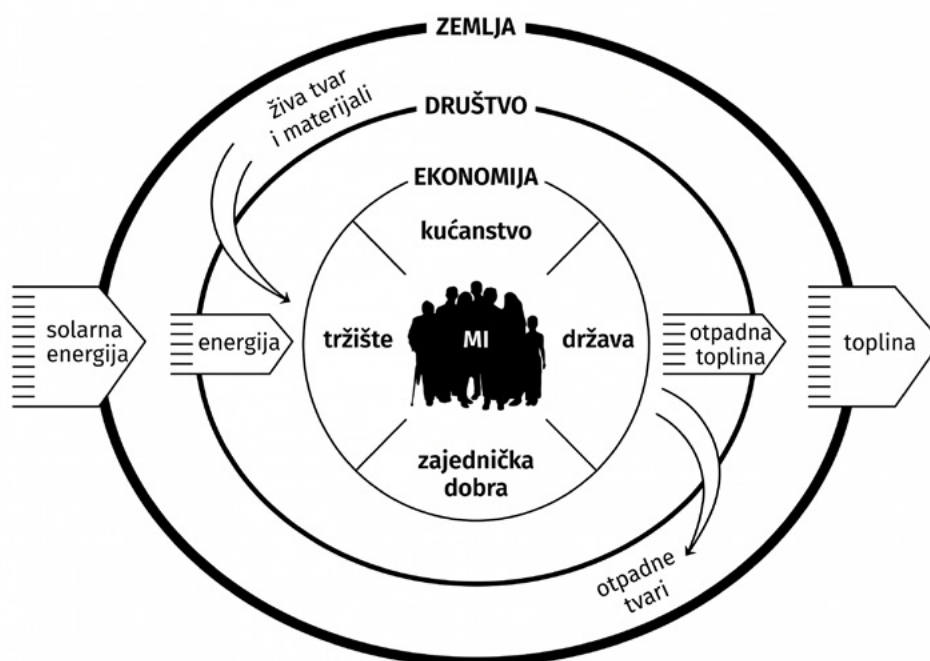 ZEMLJA
živa tvar
i materijali
DRUŠTVO
EKONOMIJA
kućanstvo
solarna
energija
energija
tržište
MI
država
otpadna
toplina
toplina
zajednička
dobra
otpadne
tvari